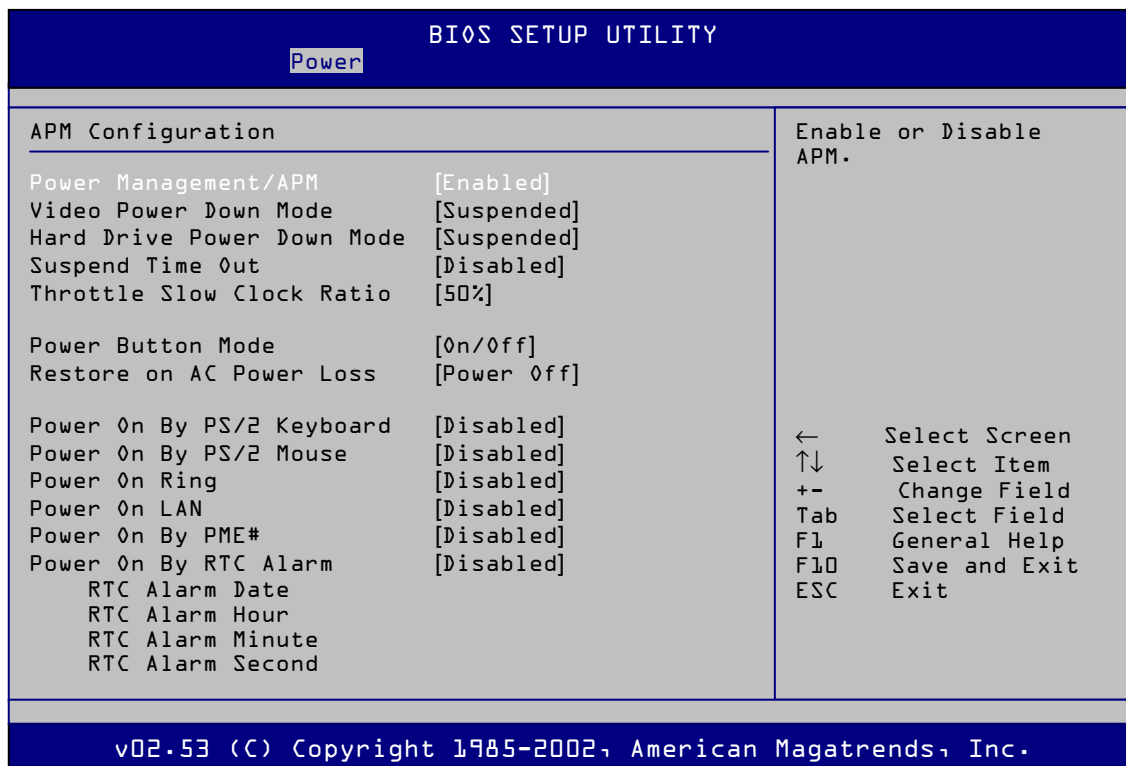 BIOS SETUP UTILITY
Power
APM Configuration
Power Management/APM [Enabled]
Video Power Down Mode [Suspended]
Hard Drive Power Down Mode [Suspended]
Suspend Time Out [Disabled]
Throttle Slow Clock Ratio [50%]
Power Button Mode [On/Off]
Restore on AC Power Loss [Power Off]
Power On By PS/2 Keyboard [Disabled]
Power On By PS/2 Mouse [Disabled]
Power On Ring [Disabled]
Power On LAN [Disabled]
Power On By PME# [Disabled]
Power On By RTC Alarm [Disabled]
RTC Alarm Date
RTC Alarm Hour
RTC Alarm Minute
RTC Alarm Second
Enable or Disable
APM.
← Select Screen
↑↓ Select Item
+- Change Field
Tab Select Field
F1 General Help
F10 Save and Exit
ESC Exit
v02.53 (C) Copyright 1985-2002, American Magatrends, Inc.